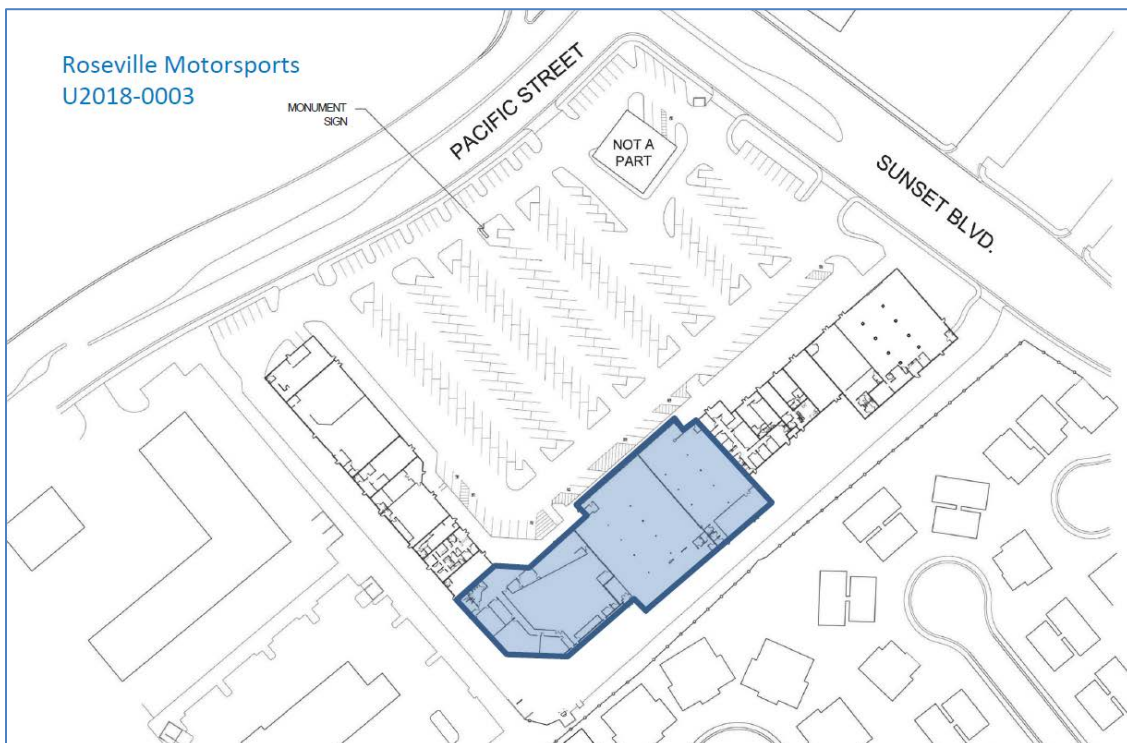 Roseville Motorsports
U2018-0003
MONUMENT
SIGN
PACIFIC STREET
NOT A
PART
SUNSET BLVD.